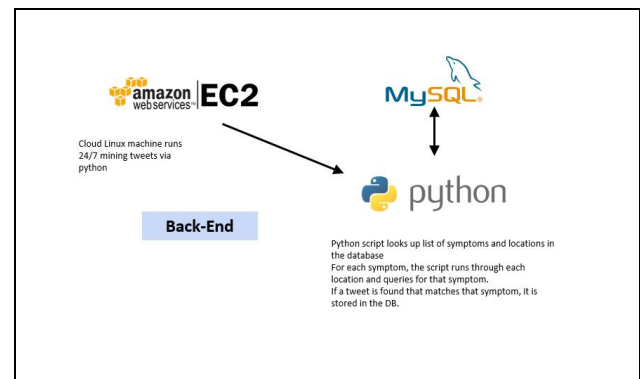 amazon webservices™ EC2
MySQL®
Cloud Linux machine runs
24/7 mining tweets via
python
python
Back-End
Python script looks up list of symptoms and locations in
the database
For each symptom, the script runs through each
location and queries for that symptom.
If a tweet is found that matches that symptom, it is
stored in the DB.